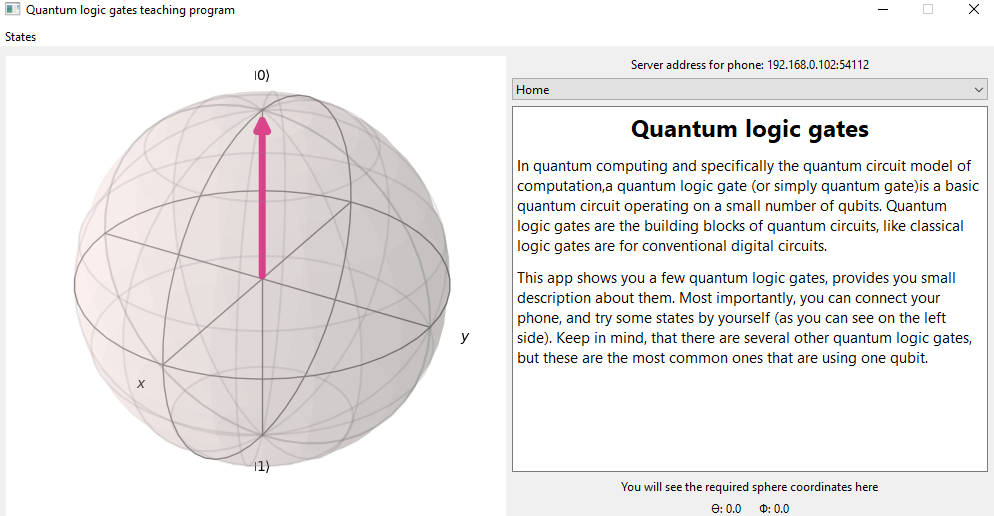 Quantum logic gates teaching program
States
|0⟩
y
x
|1⟩
Server address for phone: 192.168.0.102:54112
Home
Quantum logic gates
In quantum computing and specifically the quantum circuit model of
computation,a quantum logic gate (or simply quantum gate)is a basic
quantum circuit operating on a small number of qubits. Quantum
logic gates are the building blocks of quantum circuits, like classical
logic gates are for conventional digital circuits.
This app shows you a few quantum logic gates, provides you small
description about them. Most importantly, you can connect your
phone, and try some states by yourself (as you can see on the left
side). Keep in mind, that there are several other quantum logic gates,
but these are the most common ones that are using one qubit.
You will see the required sphere coordinates here
Θ: 0.0 Φ: 0.0